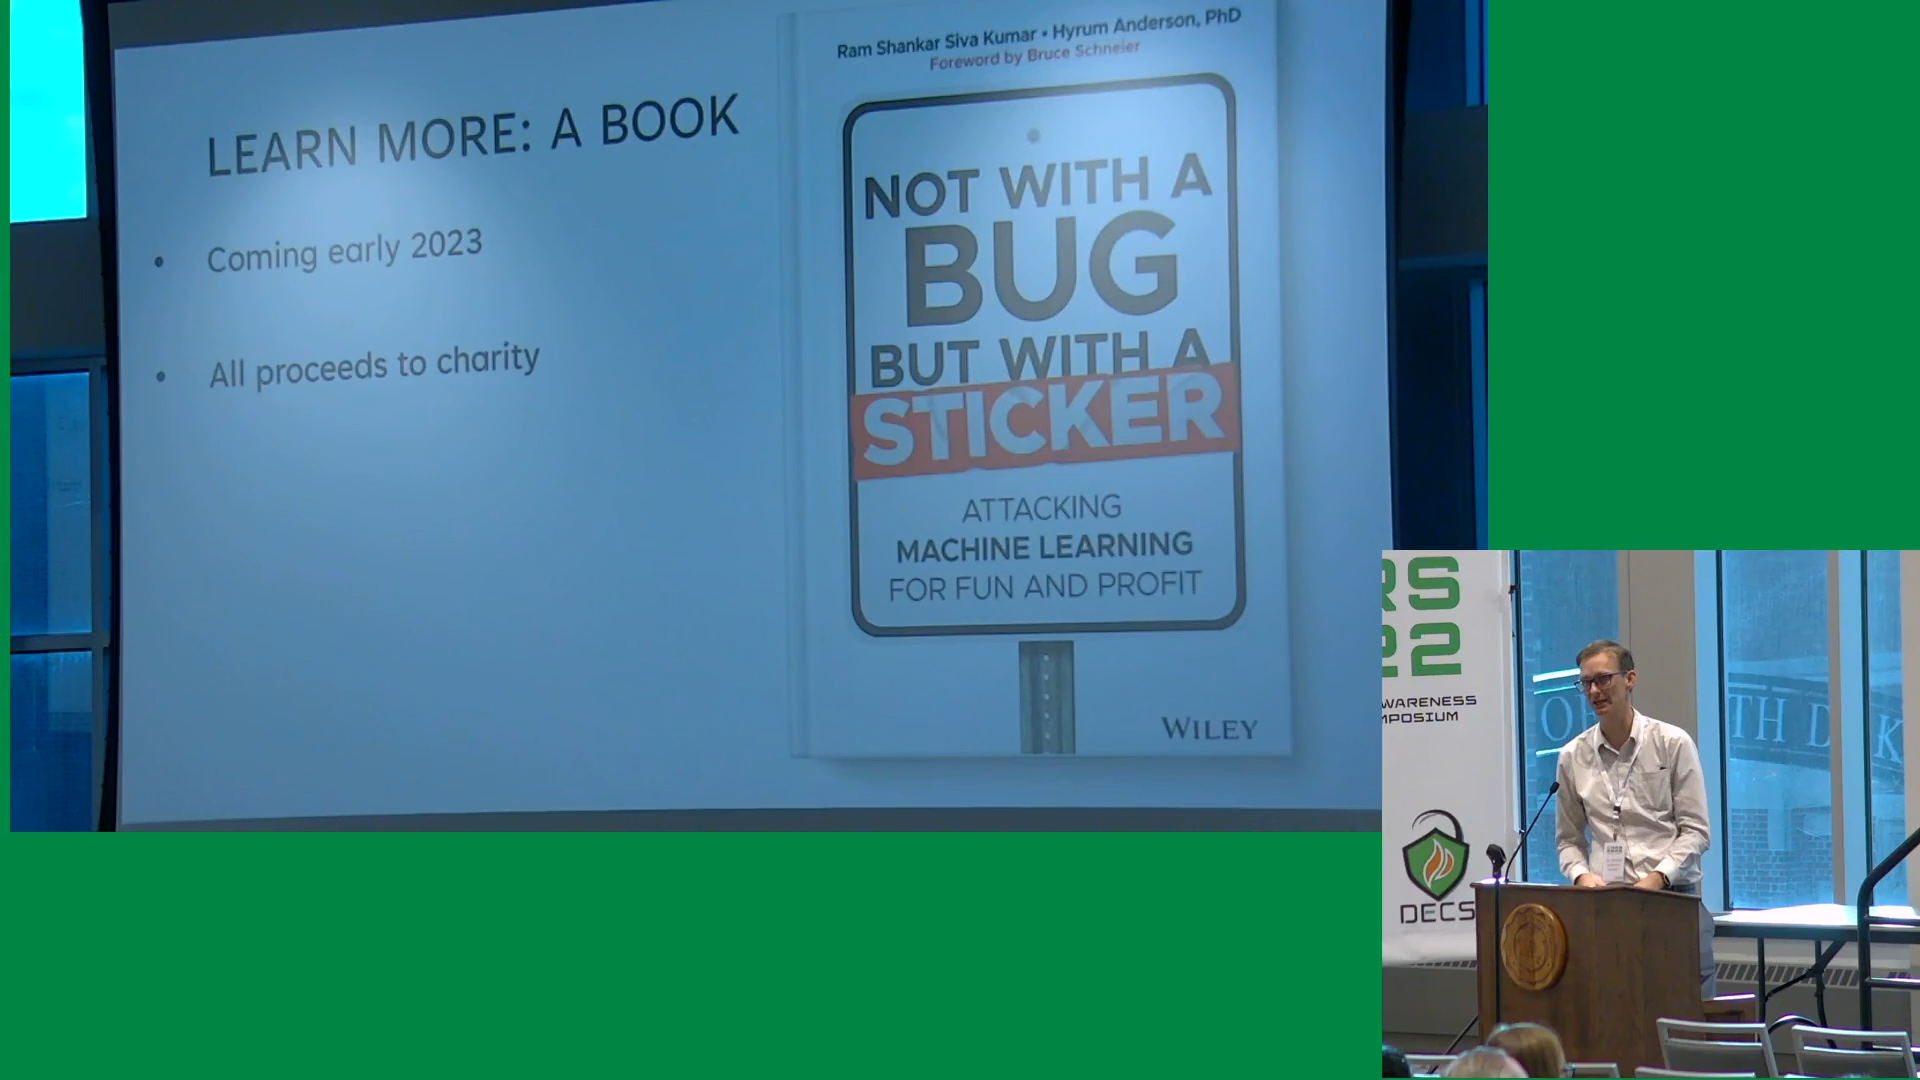 LEARN MORE: A BOOK
• Coming early 2023
• All proceeds to charity
Ram Shankar Siva Kumar • Hyrum Anderson, PhD
Foreword by Bruce Schneier
NOT WITH A
BUG
BUT WITH A
STICKER
ATTACKING
MACHINE LEARNING
FOR FUN AND PROFIT
WILEY
RS
22
WARENESS
MPOSIUM
DECS
TH D K